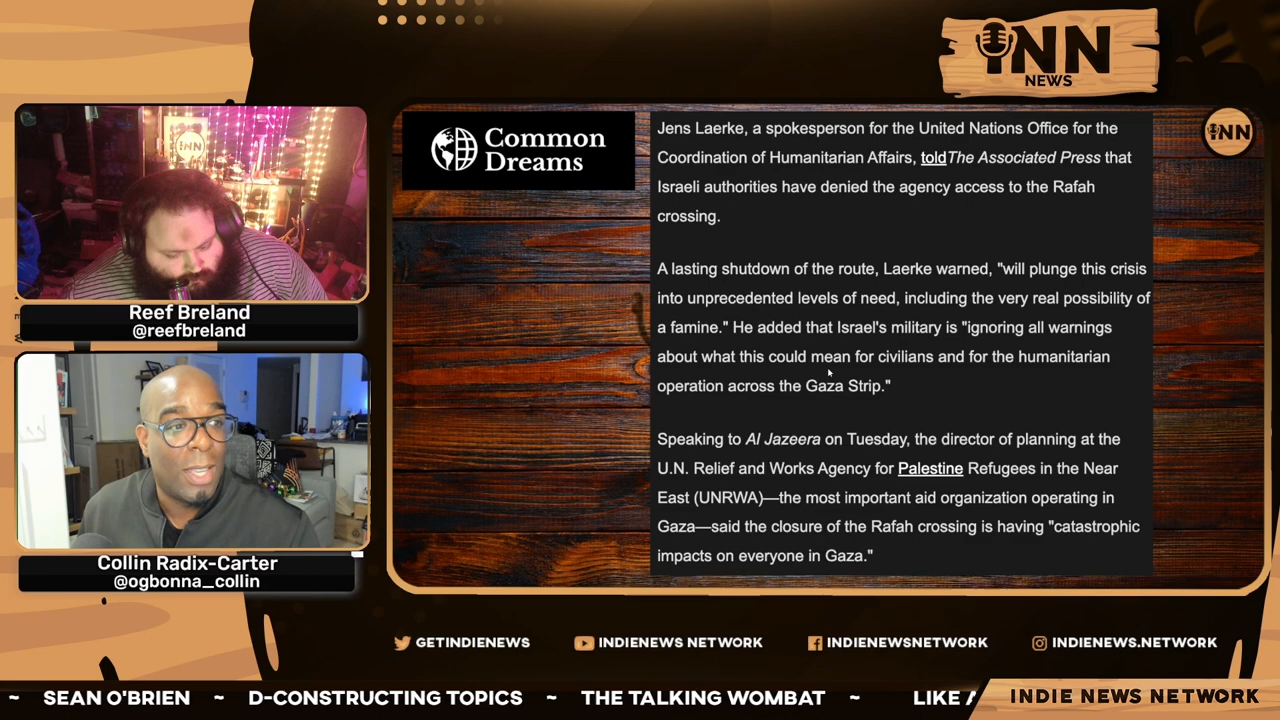 INN
NEWS
Common
Dreams
Jens Laerke, a spokesperson for the United Nations Office for the
Coordination of Humanitarian Affairs, toldThe Associated Press that
Israeli authorities have denied the agency access to the Rafah
crossing.
A lasting shutdown of the route, Laerke warned, "will plunge this crisis
into unprecedented levels of need, including the very real possibility of
a famine." He added that Israel's military is "ignoring all warnings
about what this could mean for civilians and for the humanitarian
operation across the Gaza Strip."
Speaking to Al Jazeera on Tuesday, the director of planning at the
U.N. Relief and Works Agency for Palestine Refugees in the Near
East (UNRWA)—the most important aid organization operating in
Gaza—said the closure of the Rafah crossing is having "catastrophic
impacts on everyone in Gaza."
INN
INN
Reef Breland
@reefbreland
Collin Radix-Carter
@ogbonna_collin
GETINDIENEWS
INDIENEWS NETWORK
INDIENEWSNETWORK
INDIENEWS.NETWORK
~ SEAN O'BRIEN ~ D-CONSTRUCTING TOPICS ~ THE TALKING WOMBAT ~ LIKE
INDIE NEWS NETWORK